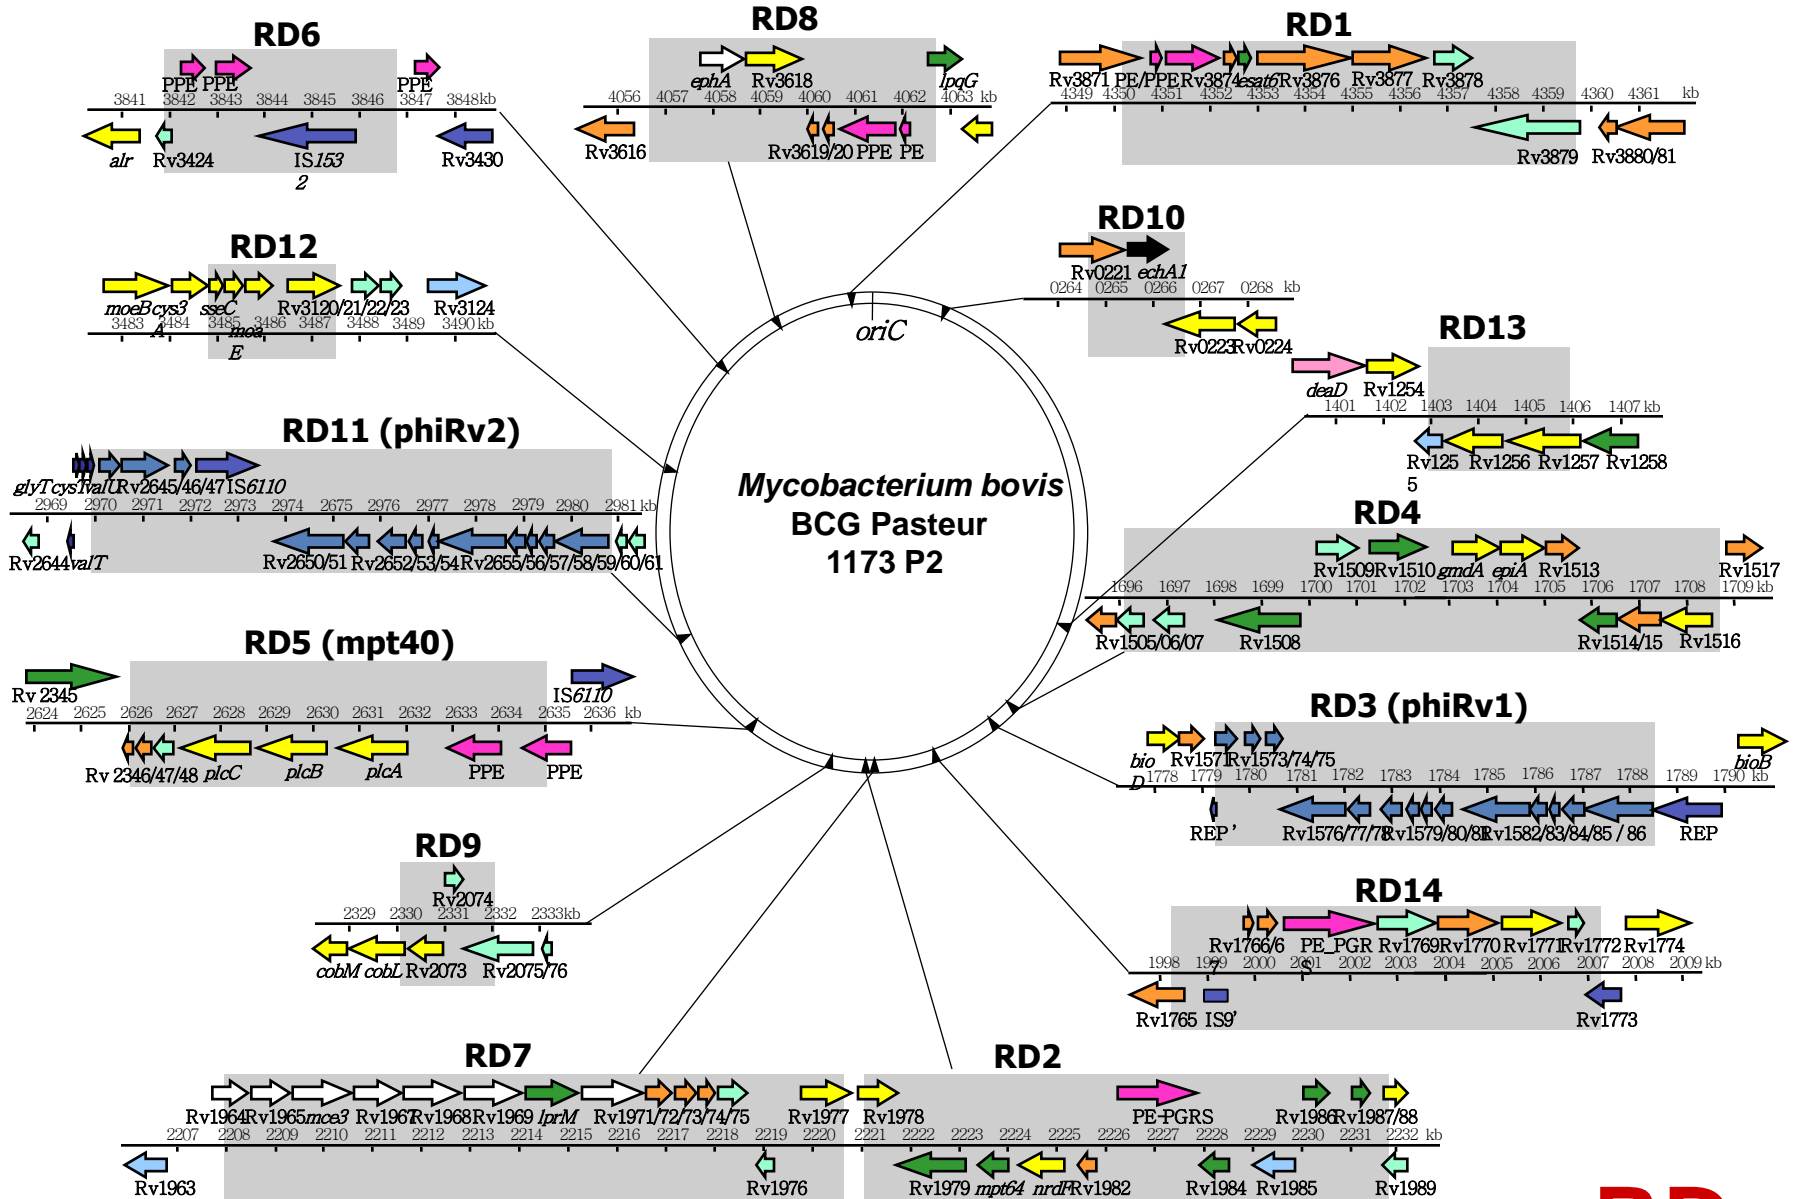 RD6
PPE PPE PPE
3841 3842 3843 3844 3845 3846 3847 3848kb
alr Rv3424 IS153 Rv3430
2
RD8
ephA Rv3618 lpqG
4056 4057 4058 4059 4060 4061 4062 4063 kb
Rv3616 Rv3619/20 PPE PE
RD1
Rv3871 PE/PPE Rv3874 esat6 Rv3876 Rv3877 Rv3878
4349 4350 4351 4352 4353 4354 4355 4356 4357 4358 4359 4360 4361 kb
Rv3879 Rv3880/81
RD12
moeB cys3 sseC Rv3120/21/22/23 Rv3124
3483 3484 3485 3486 3487 3488 3489 3490 kb
A moa
E
RD10
Rv0221 echA1
0264 0265 0266 0267 0268 kb
Rv0223 Rv0224
RD13
deaD Rv1254
1401 1402 1403 1404 1405 1406 1407 kb
Rv125 Rv1256 Rv1257 Rv1258
5
oriC
Mycobacterium bovis
BCG Pasteur
1173 P2
RD11 (phiRv2)
glyT cysT valU Rv2645/46/47 IS6110
2969 2970 2971 2972 2973 2974 2675 2976 2977 2978 2979 2980 2981 kb
Rv2644 valT Rv2650/51 Rv2652/53/54 Rv2655/56/57/58/59/60/61
RD4
Rv1509 Rv1510 gmdA epiA Rv1513 Rv1517
1696 1697 1698 1699 1700 1701 1702 1703 1704 1705 1706 1707 1708 1709 kb
Rv1505/06/07 Rv1508 Rv1514/15 Rv1516
RD5 (mpt40)
Rv 2345 IS6110
2624 2625 2626 2627 2628 2629 2630 2631 2632 2633 2634 2635 2636 kb
Rv 2346/47/48 plcC plcB plcA PPE PPE
RD3 (phiRv1)
bio Rv1571 Rv1573/74/75 bioB
D
1778 1779 1780 1781 1782 1783 1784 1785 1786 1787 1788 1789 1790 kb
REP' Rv1576/77/78 Rv1579/80/81 Rv1582/83/84/85 / 86 REP
RD9
Rv2074
2329 2330 2331 2332 2333kb
cobM cobL Rv2073 Rv2075/76
RD14
Rv1766/6 PE_PGR Rv1769 Rv1770 Rv1771 Rv1772 Rv1774
7 S
1998 1999 2000 2001 2002 2003 2004 2005 2006 2007 2008 2009 kb
Rv1765 IS9' Rv1773
RD7
Rv1964 Rv1965 mce3 Rv1967 Rv1968 Rv1969 lprM Rv1971/72/73/74/75 Rv1977
2207 2208 2209 2210 2211 2212 2213 2214 2215 2216 2217 2218 2219 2220
Rv1963 Rv1976
RD2
Rv1978 PE-PGRS Rv1986 Rv1987/88
2221 2222 2223 2224 2225 2226 2227 2228 2229 2230 2231 2232 kb
Rv1979 mpt64 nrdF Rv1982 Rv1984 Rv1985 Rv1989